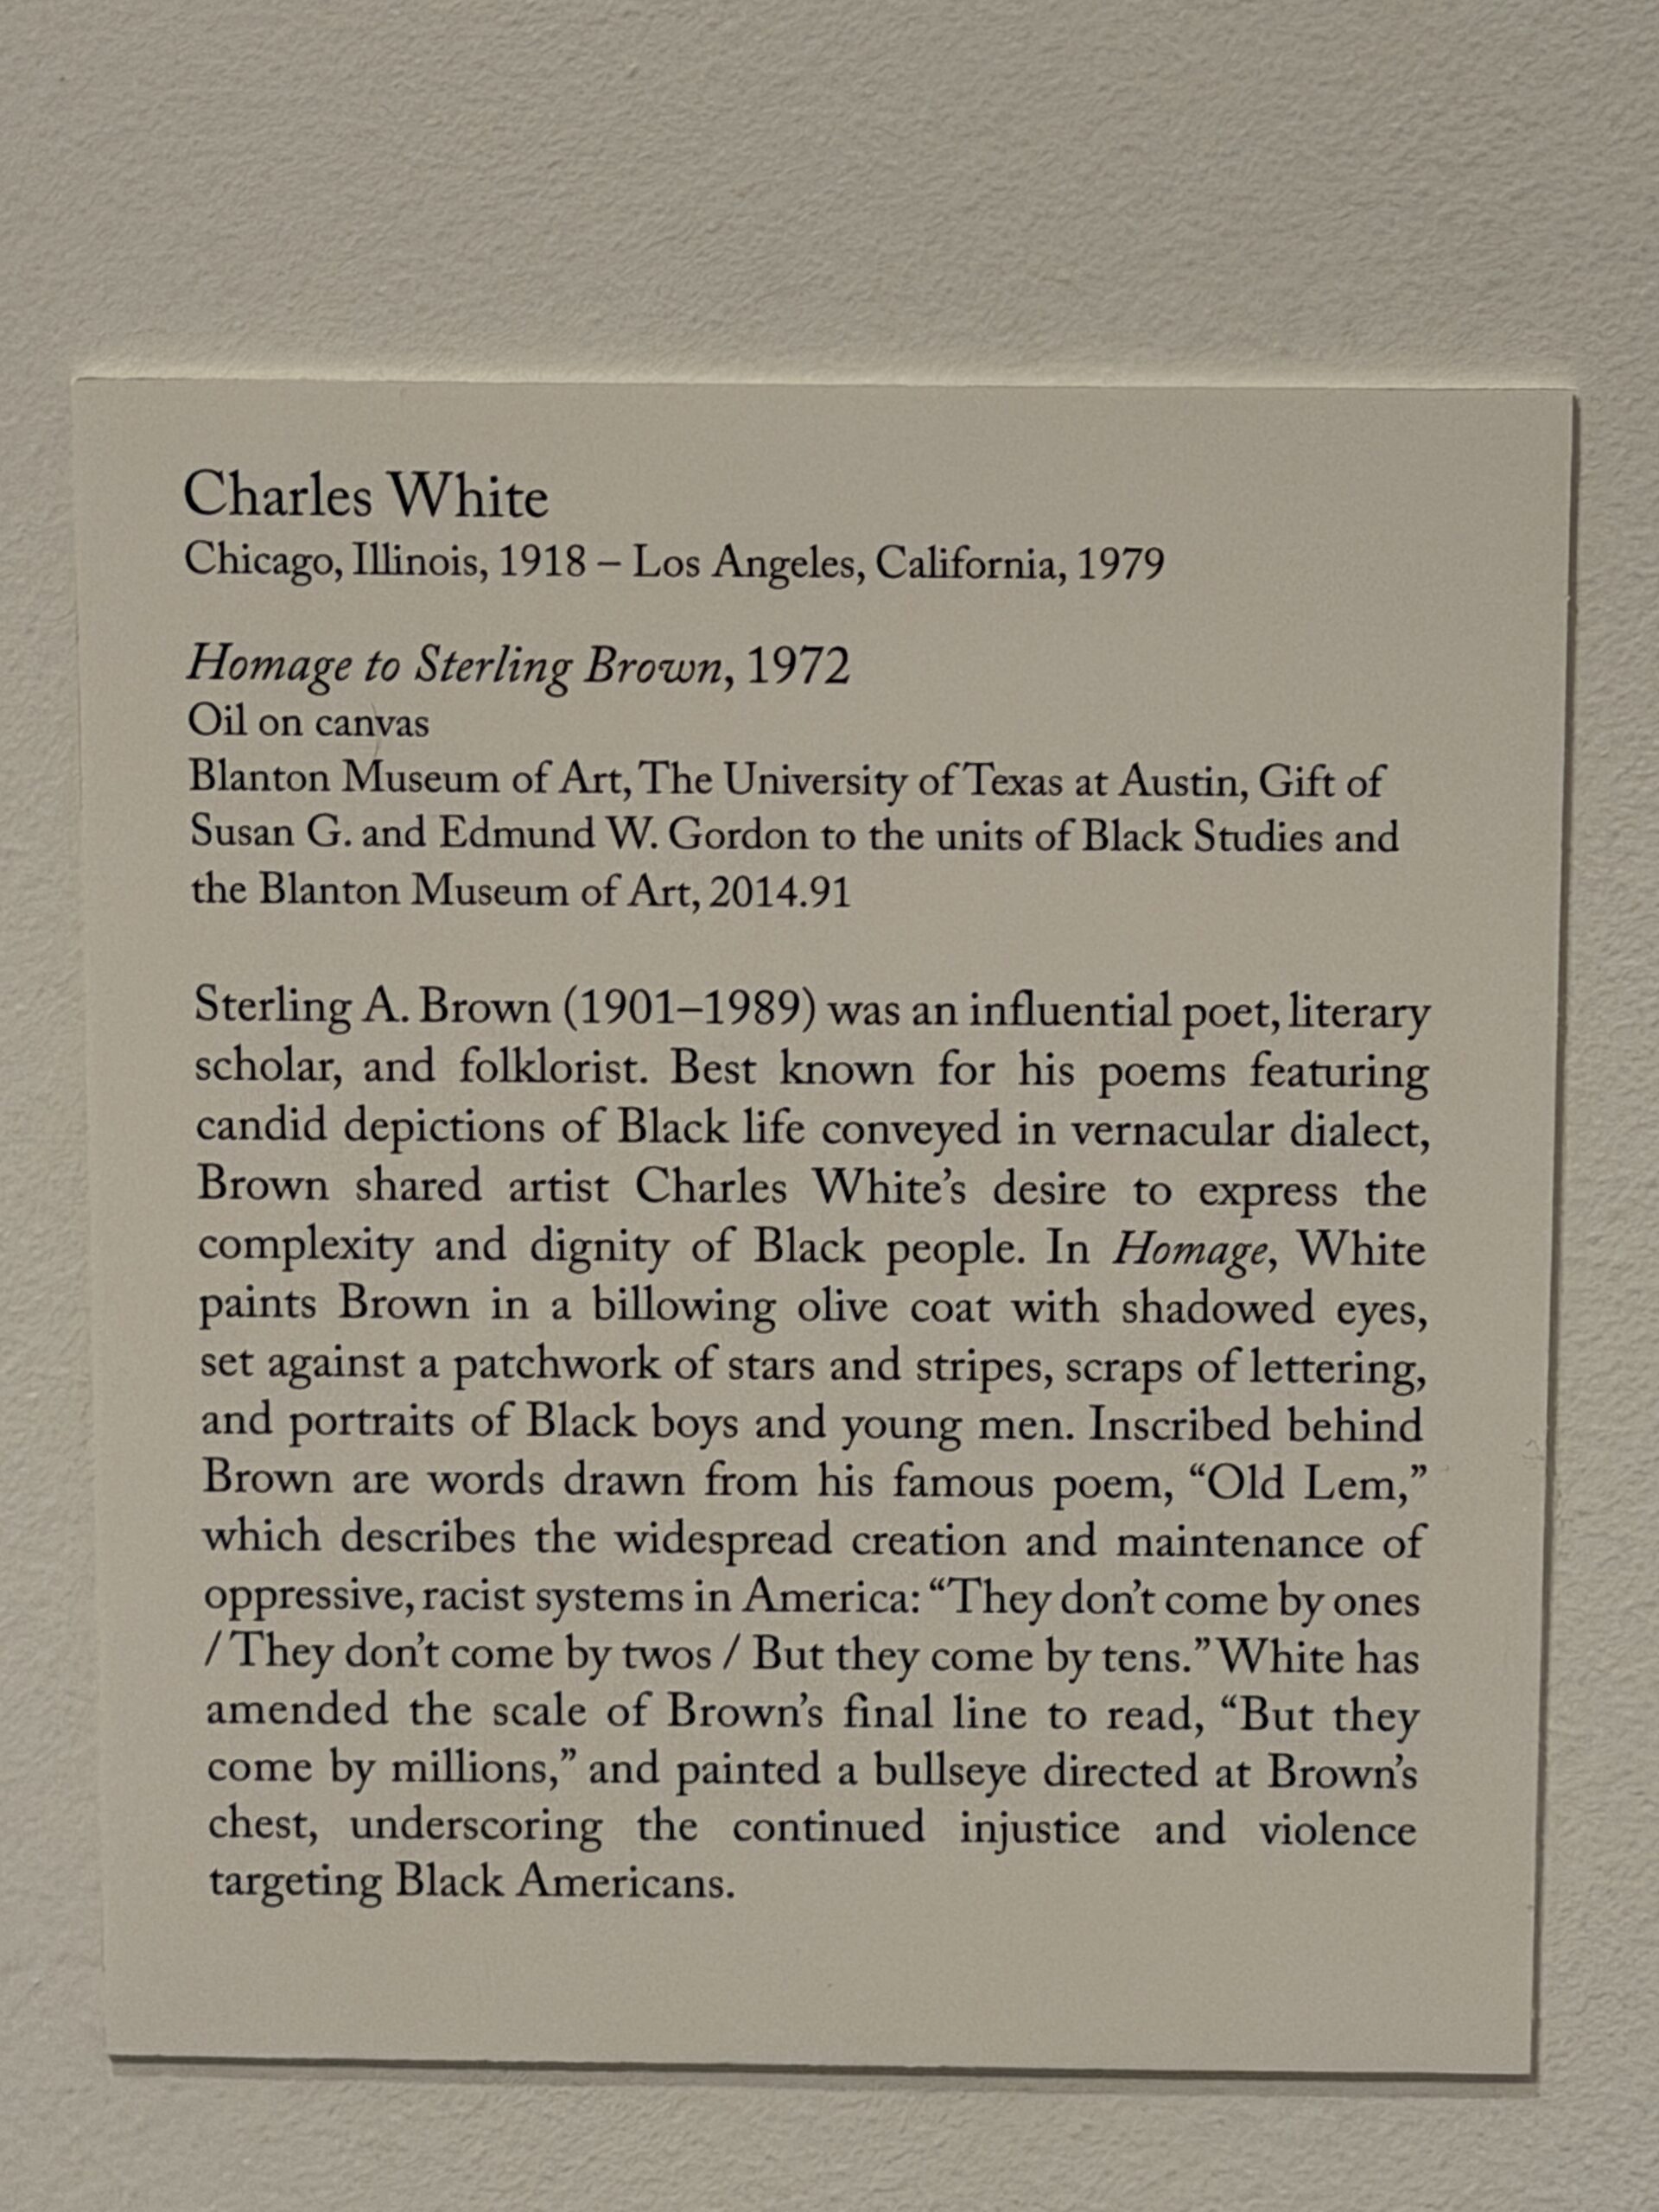 Charles White
Chicago, Illinois, 1918 – Los Angeles, California, 1979
Homage to Sterling Brown, 1972
Oil on canvas
Blanton Museum of Art, The University of Texas at Austin, Gift of
Susan G. and Edmund W. Gordon to the units of Black Studies and
the Blanton Museum of Art, 2014.91
Sterling A. Brown (1901–1989) was an influential poet, literary
scholar, and folklorist. Best known for his poems featuring
candid depictions of Black life conveyed in vernacular dialect,
Brown shared artist Charles White’s desire to express the
complexity and dignity of Black people. In Homage, White
paints Brown in a billowing olive coat with shadowed eyes,
set against a patchwork of stars and stripes, scraps of lettering,
and portraits of Black boys and young men. Inscribed behind
Brown are words drawn from his famous poem, “Old Lem,”
which describes the widespread creation and maintenance of
oppressive, racist systems in America: “They don’t come by ones
/ They don’t come by twos / But they come by tens.” White has
amended the scale of Brown’s final line to read, “But they
come by millions,” and painted a bullseye directed at Brown’s
chest, underscoring the continued injustice and violence
targeting Black Americans.